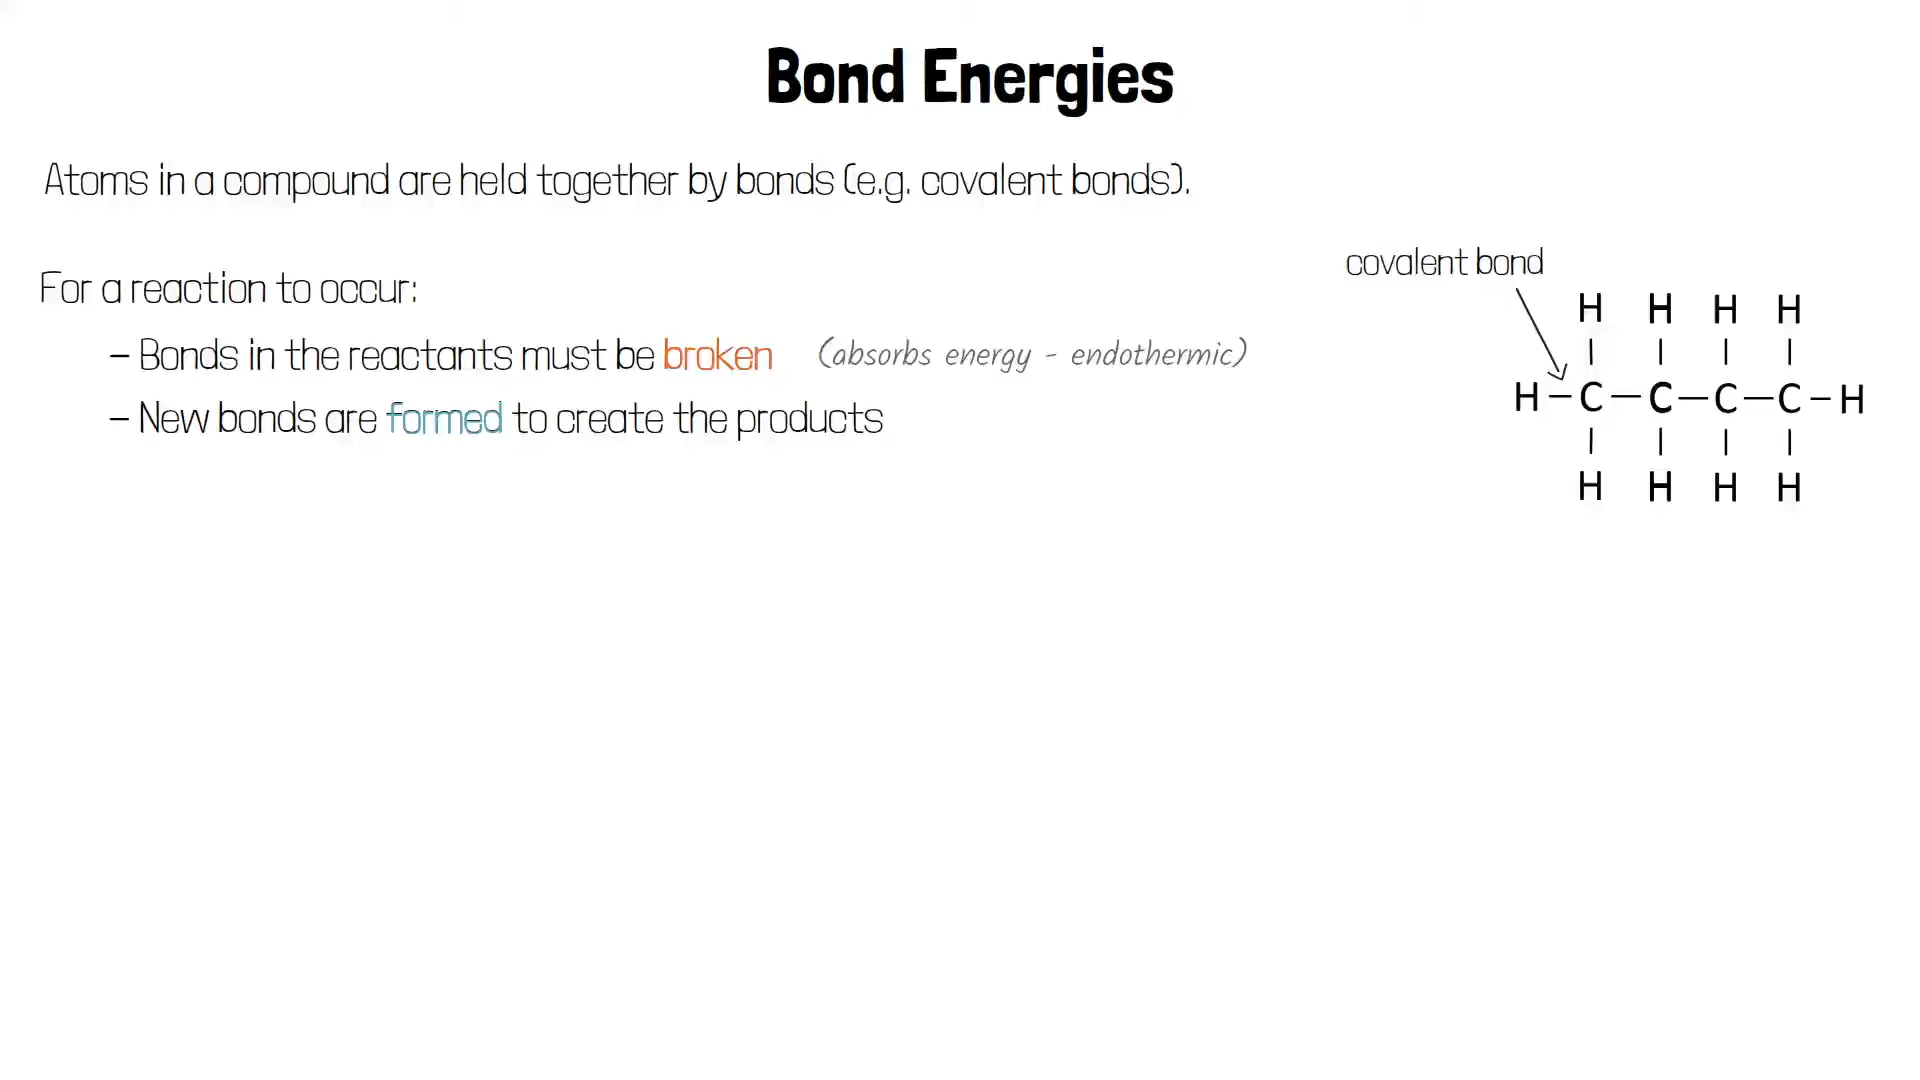 Bond Energies
Atoms in a compound are held together by bonds (e.g. covalent bonds).
For a reaction to occur:
– Bonds in the reactants must be broken (absorbs energy - endothermic)
– New bonds are formed to create the products
covalent bond
H H H H
H – C – C – C – C – H
H H H H